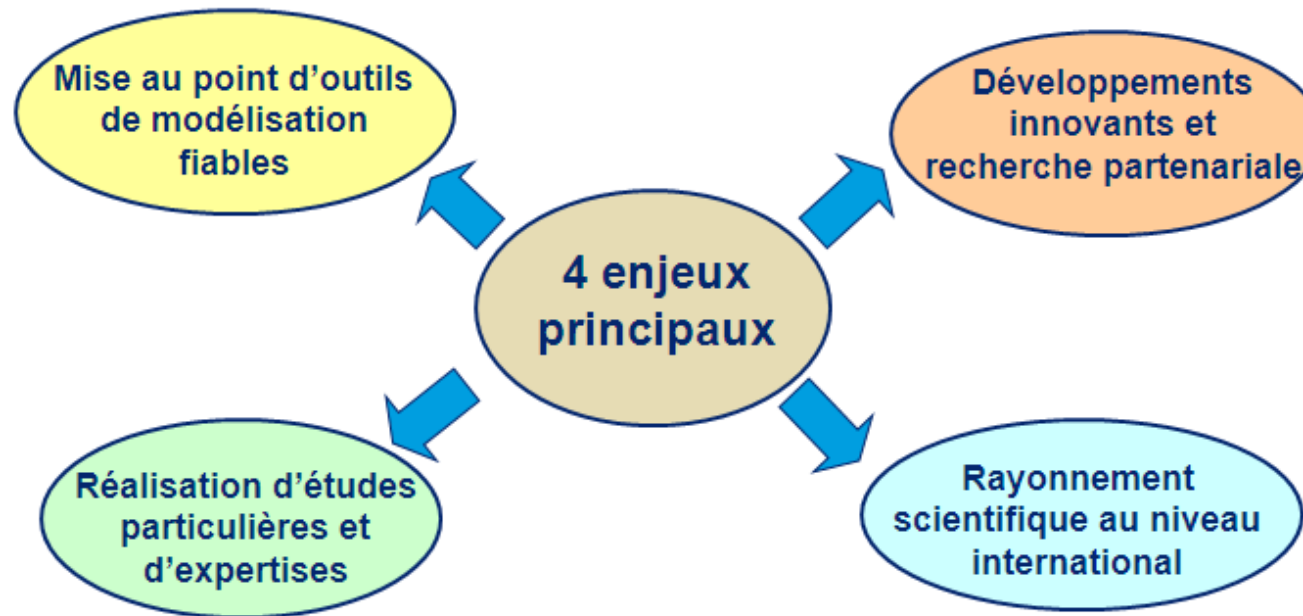 Mise au point d’outils
de modélisation
fiables
Développements
innovants et
recherche partenariale
4 enjeux
principaux
Réalisation d’études
particulières et
d’expertises
Rayonnement
scientifique au niveau
international